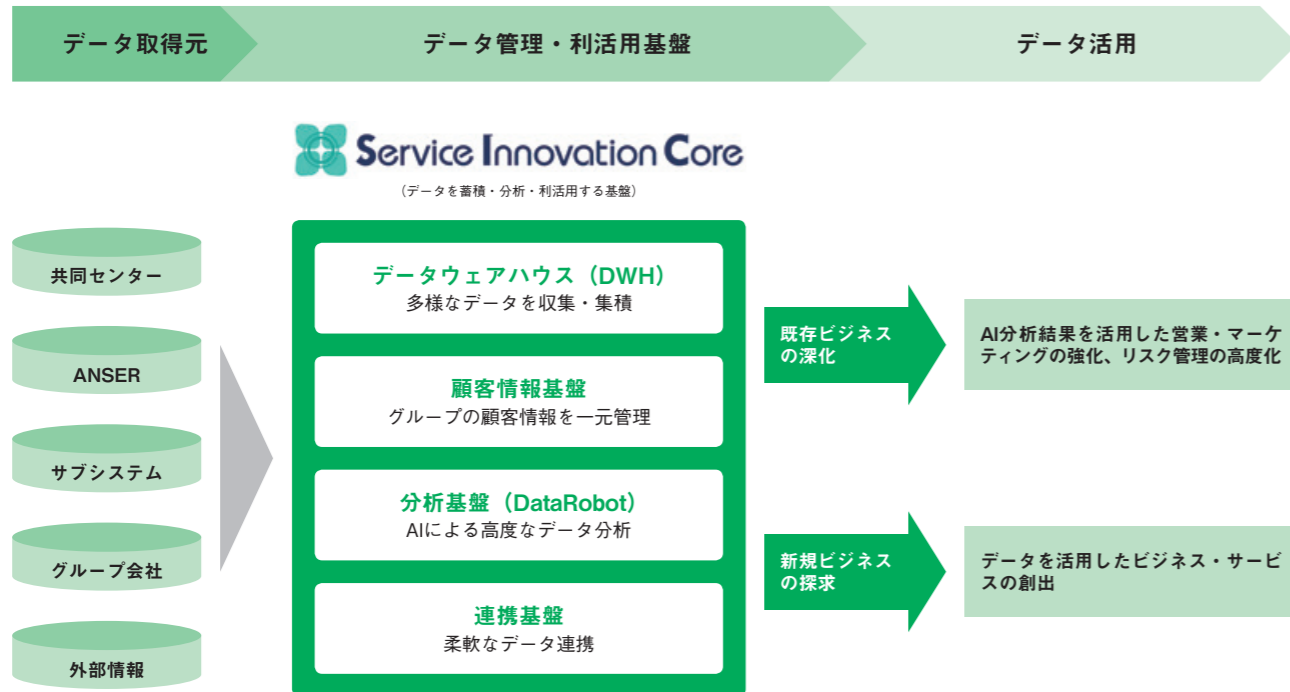 データ取得元
データ管理・利活用基盤
データ活用
Service Innovation Core
（データを蓄積・分析・利活用する基盤）
共同センター
ANSER
サブシステム
グループ会社
外部情報
データウェアハウス（DWH）
多様なデータを収集・集積
顧客情報基盤
グループの顧客情報を一元管理
分析基盤（DataRobot）
AIによる高度なデータ分析
連携基盤
柔軟なデータ連携
既存ビジネス
の深化
AI分析結果を活用した営業・マーケ
ティングの強化、リスク管理の高度化
新規ビジネス
の探求
データを活用したビジネス・サービ
スの創出